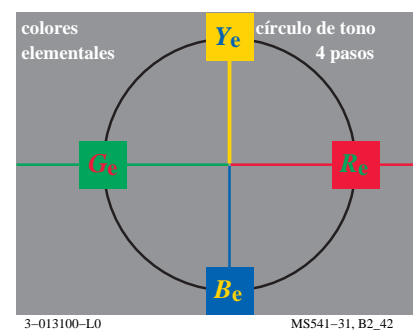 colores
elementales
Ye
círculo de tono
4 pasos
Ge
Re
Be
3-013100-L0
MS541-31, B2_42